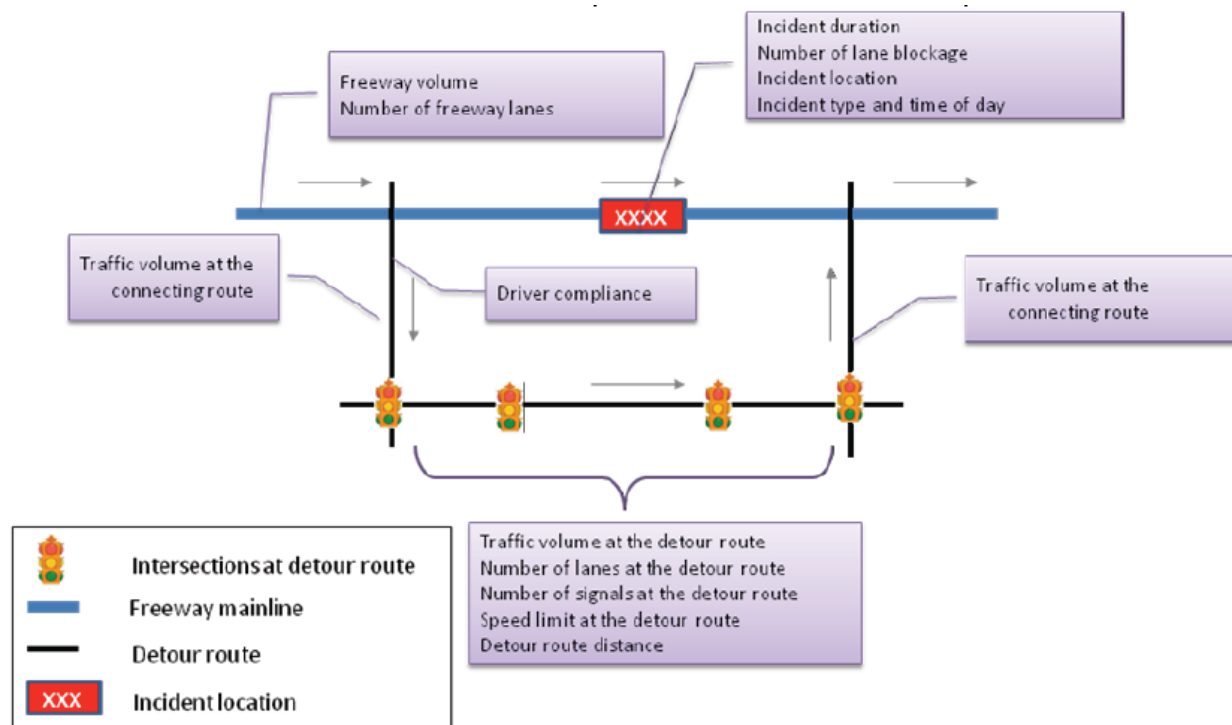 Incident duration
Number of lane blockage
Incident location
Incident type and time of day
Freeway volume
Number of freeway lanes
XXXX
Traffic volume at the
connecting route
Driver compliance
Traffic volume at the
connecting route
Traffic volume at the detour route
Number of lanes at the detour route
Number of signals at the detour route
Speed limit at the detour route
Detour route distance
Intersections at detour route
Freeway mainline
Detour route
XXX
Incident location